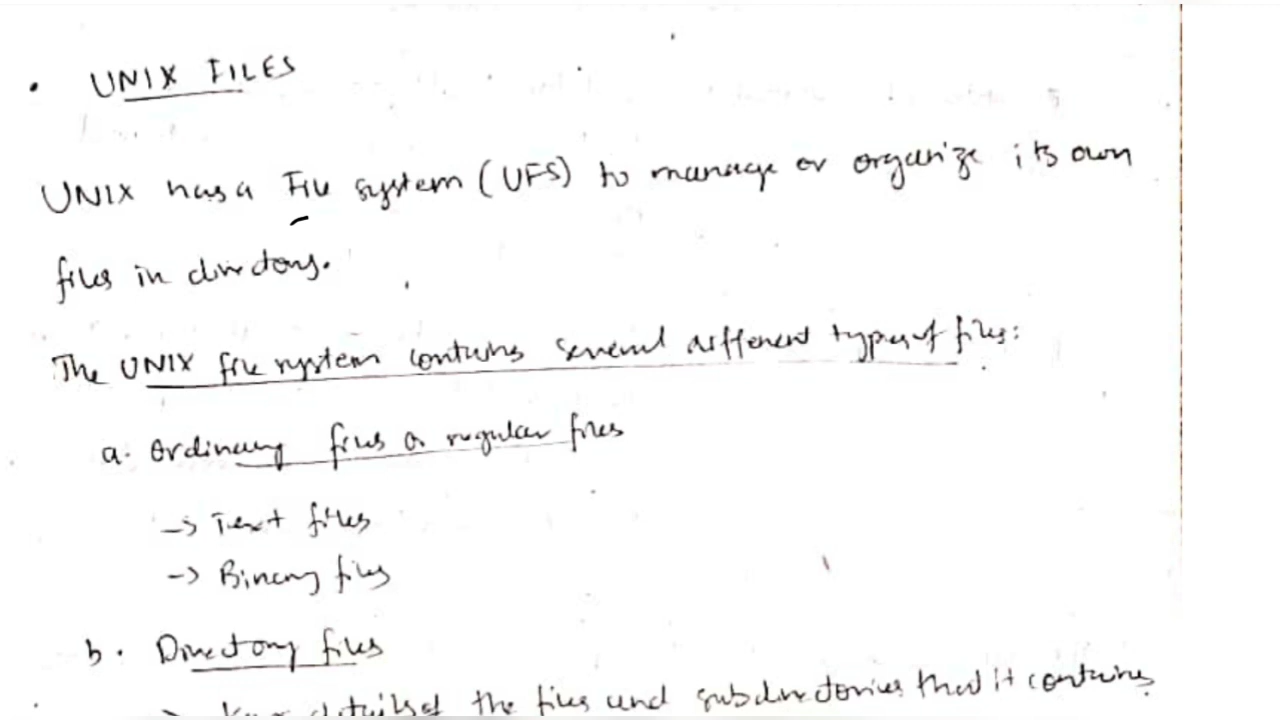 • UNIX FILES
UNIX has a File system (UFS) to manage or organize its own
files in directory.
The UNIX file system contains several different types of files:
a. Ordinary files or regular files
-> Text files
-> Binary files
b. Directory files
-> details of the files and subdirectories that it contains